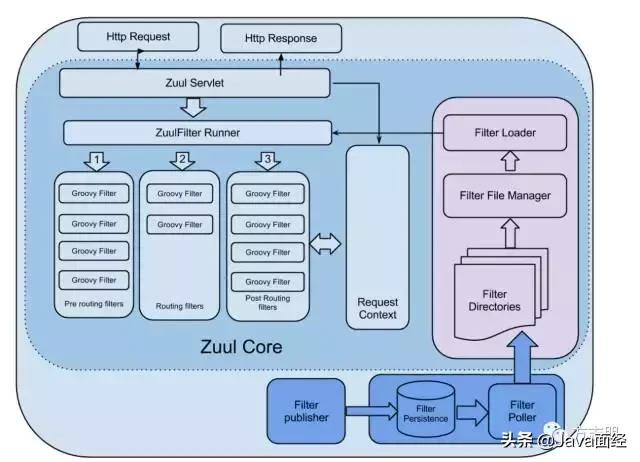 Http Request
Http Response
Zuul Servlet
ZuulFilter Runner
1
2
3
Groovy Filter
Groovy Filter
Groovy Filter
Groovy Filter
Pre routing filters
Groovy Filter
Groovy Filter
Routing filters
Groovy Filter
Groovy Filter
Groovy Filter
Groovy Filter
Post Routing
filters
Request
Context
Filter Loader
Filter File Manager
Filter
Directories
Zuul Core
Filter
publisher
Filter
Persistence
Filter
Poller
头条 @Java面经